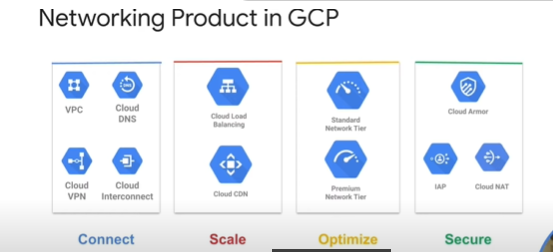 Networking Product in GCP
VPC
Cloud
DNS
Cloud
VPN
Cloud
Interconnect
Connect
Cloud Load
Balancing
Cloud CDN
Scale
Standard
Network Tier
Premium
Network Tier
Optimize
Cloud Armor
IAP
Cloud NAT
Secure